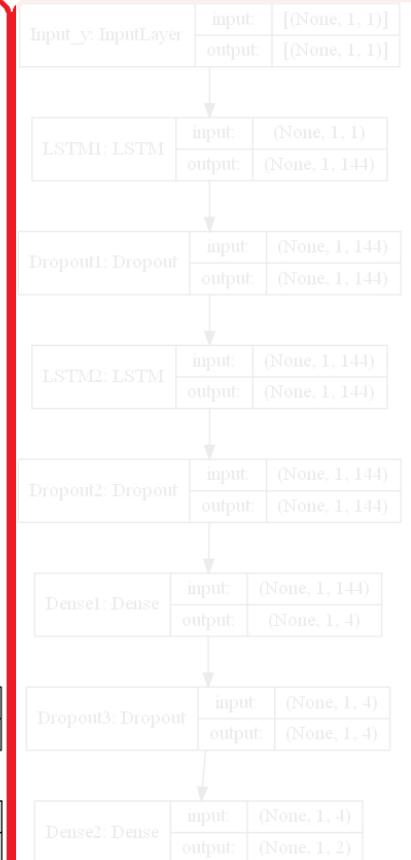 Input_y: InputLayer
input: [(None, 1, 1)]
output: [(None, 1, 1)]
LSTM1: LSTM
input: (None, 1, 1)
output: (None, 1, 144)
Dropout1: Dropout
input: (None, 1, 144)
output: (None, 1, 144)
LSTM2: LSTM
input: (None, 1, 144)
output: (None, 1, 144)
Dropout2: Dropout
input: (None, 1, 144)
output: (None, 1, 144)
Dense1: Dense
input: (None, 1, 144)
output: (None, 1, 4)
Dropout3: Dropout
input: (None, 1, 4)
output: (None, 1, 4)
Dense2: Dense
input: (None, 1, 4)
output: (None, 1, 2)